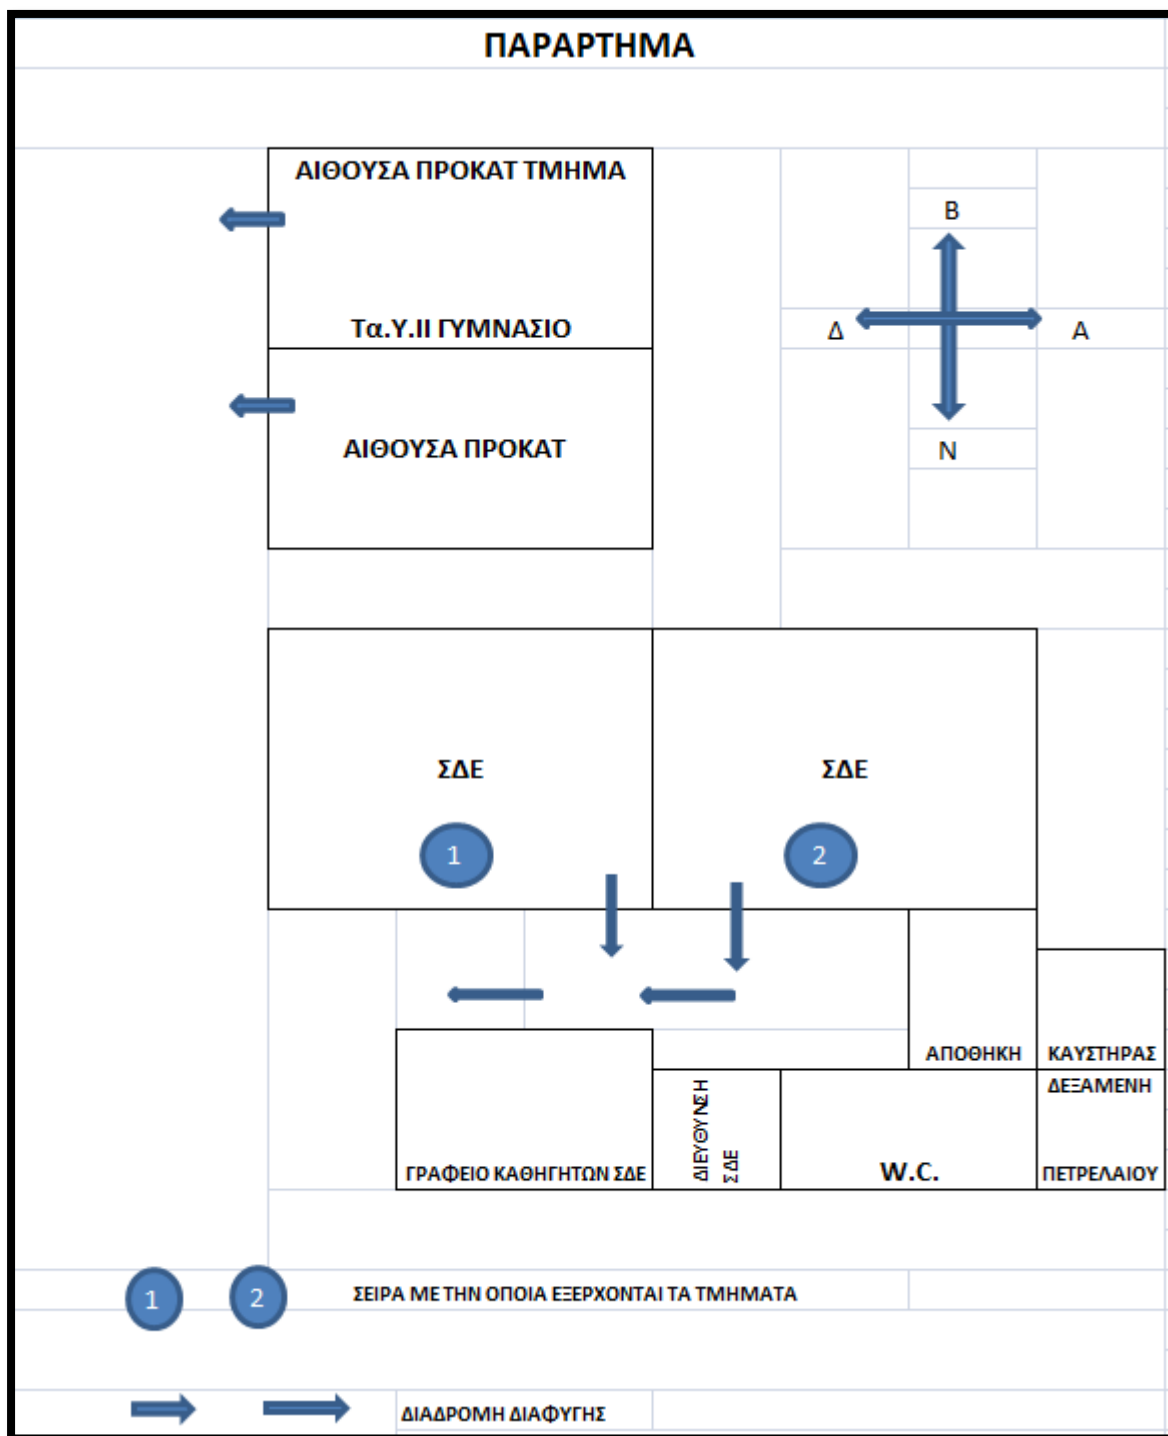 ΠΑΡΑΡΤΗΜΑ
ΑΙΘΟΥΣΑ ΠΡΟΚΑΤ ΤΜΗΜΑ
Τα.Υ.ΙΙ ΓΥΜΝΑΣΙΟ
ΑΙΘΟΥΣΑ ΠΡΟΚΑΤ
Β
Δ
Α
Ν
ΣΔΕ
ΣΔΕ
1
2
ΑΠΟΘΗΚΗ
ΚΑΥΣΤΗΡΑΣ
ΔΕΞΑΜΕΝΗ
ΠΕΤΡΕΛΑΙΟΥ
ΓΡΑΦΕΙΟ ΚΑΘΗΓΗΤΩΝ ΣΔΕ
ΔΙΕΥΘΥΝΣΗ
ΣΔΕ
W.C.
1
2
ΣΕΙΡΑ ΜΕ ΤΗΝ ΟΠΟΙΑ ΕΞΕΡΧΟΝΤΑΙ ΤΑ ΤΜΗΜΑΤΑ
ΔΙΑΔΡΟΜΗ ΔΙΑΦΥΓΗΣ